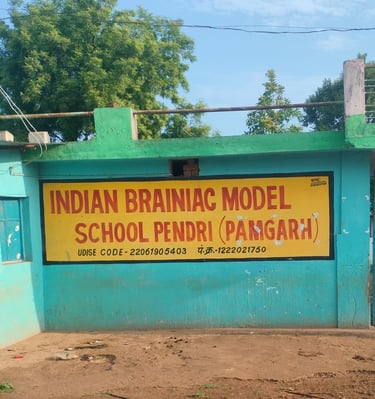 INDIAN BRAINIAC MODEL
SCHOOL PENDRI (PANGARH)
UDISE CODE-22061905403 पं.क्र.-1222021750